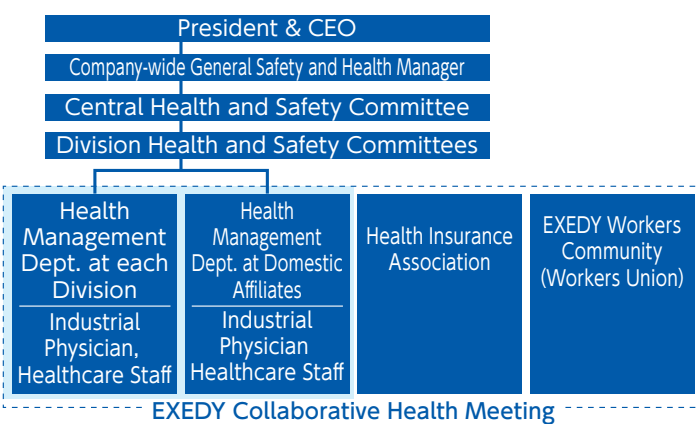 President & CEO
Company-wide General Safety and Health Manager
Central Health and Safety Committee
Division Health and Safety Committees
Health
Management
Dept. at each
Division
Industrial
Physician,
Healthcare Staff
Health
Management
Dept. at Domestic
Affiliates
Industrial
Physician
Healthcare Staff
Health Insurance
Association
EXEDY Workers
Community
(Workers Union)
EXEDY Collaborative Health Meeting